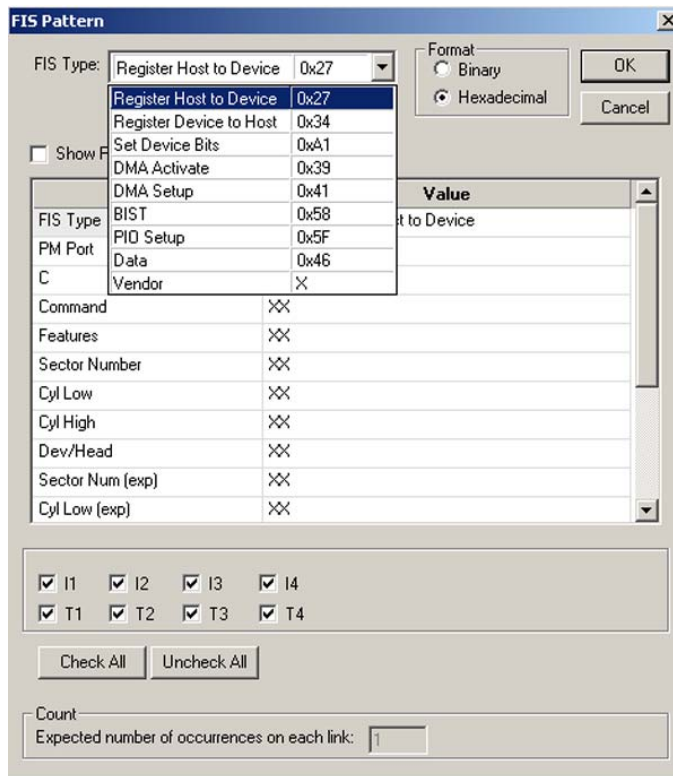 FIS Pattern
FIS Type: Register Host to Device 0x27
Format
Binary
Hexadecimal
OK
Cancel
Register Host to Device 0x27
Register Device to Host 0x34
Set Device Bits 0xA1
DMA Activate 0x39
DMA Setup 0x41
BIST 0x58
PIO Setup 0x5F
Data 0x46
Vendor X
Show
Value
FIS Type to Device
PM Port
C
Command XX
Features XX
Sector Number XX
Cyl Low XX
Cyl High XX
Dev/Head XX
Sector Num (exp) XX
Cyl Low (exp) XX
I1 I2 I3 I4
T1 T2 T3 T4
Check All Uncheck All
Count
Expected number of occurrences on each link: 1